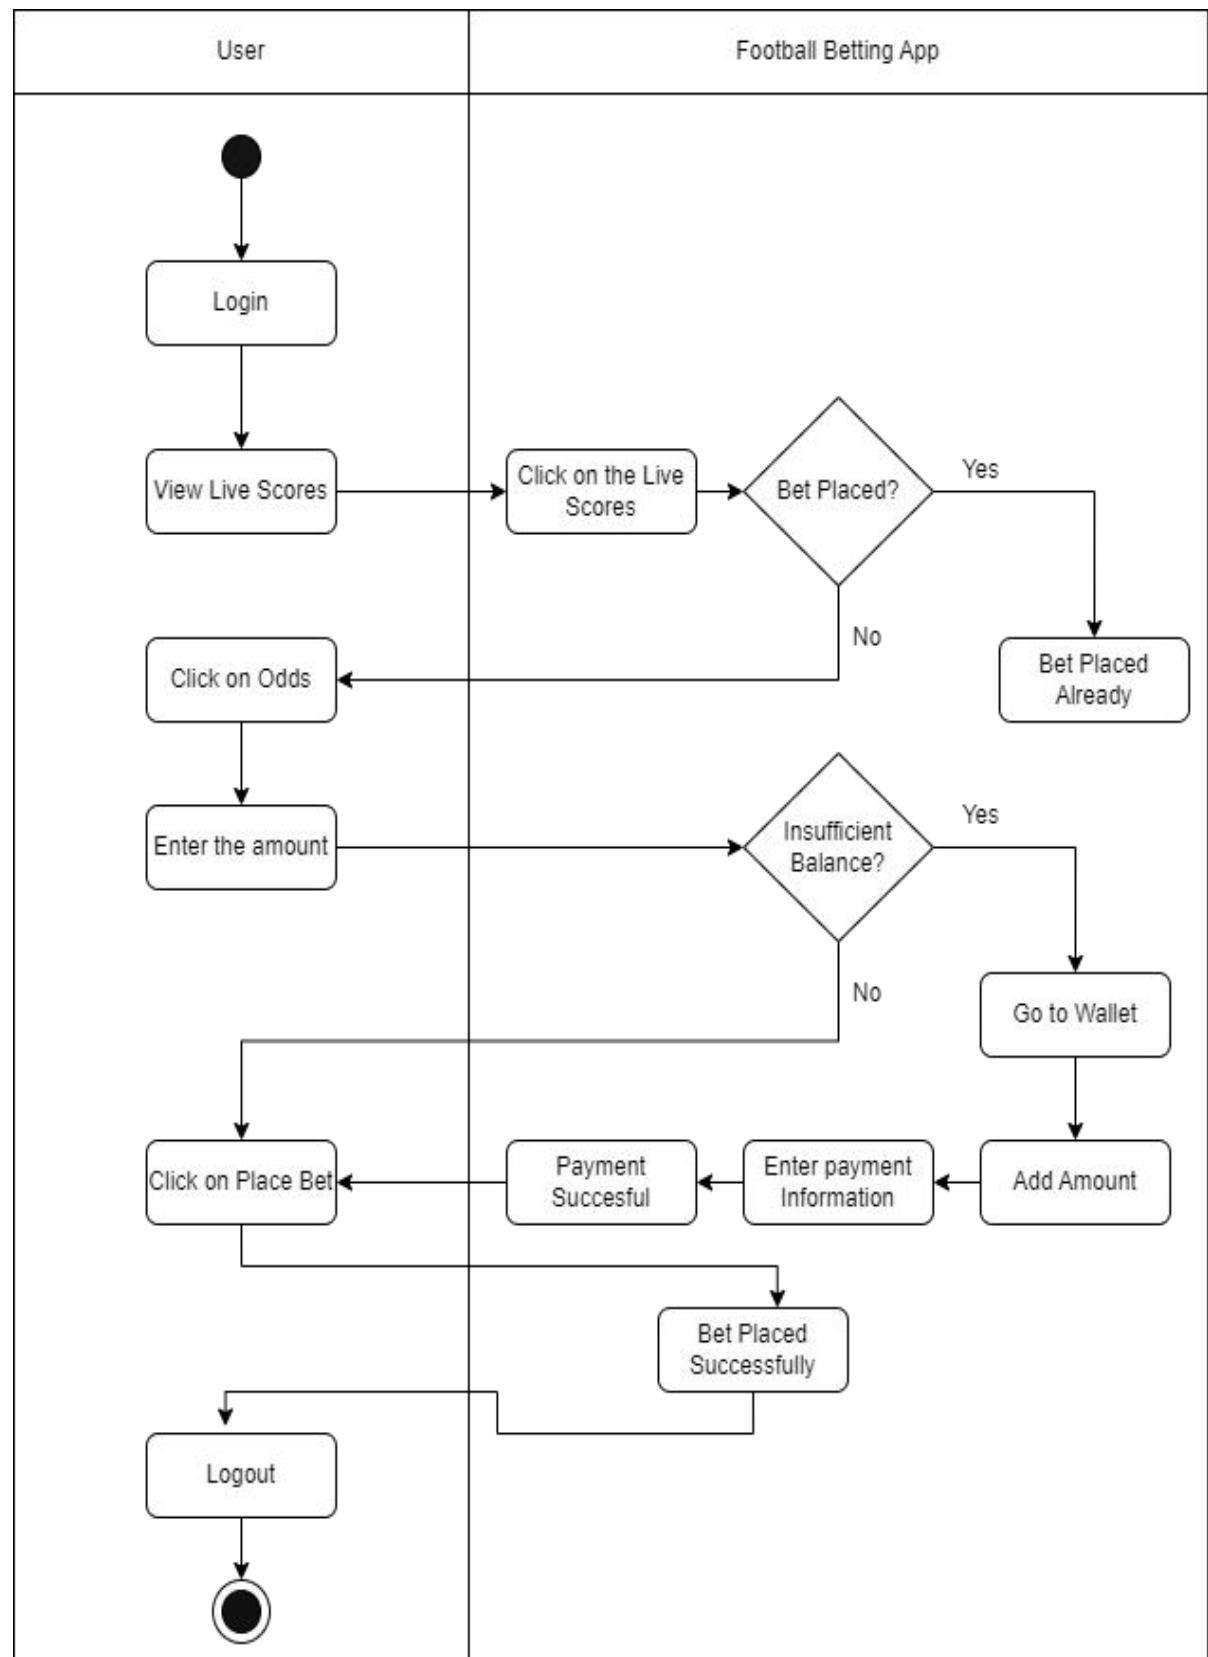 User
Football Betting App
Login
View Live Scores
Click on the Live
Scores
Bet Placed?
Yes
No
Click on Odds
Bet Placed
Already
Enter the amount
Insufficient
Balance?
Yes
No
Go to Wallet
Click on Place Bet
Payment
Succesful
Enter payment
Information
Add Amount
Bet Placed
Successfully
Logout